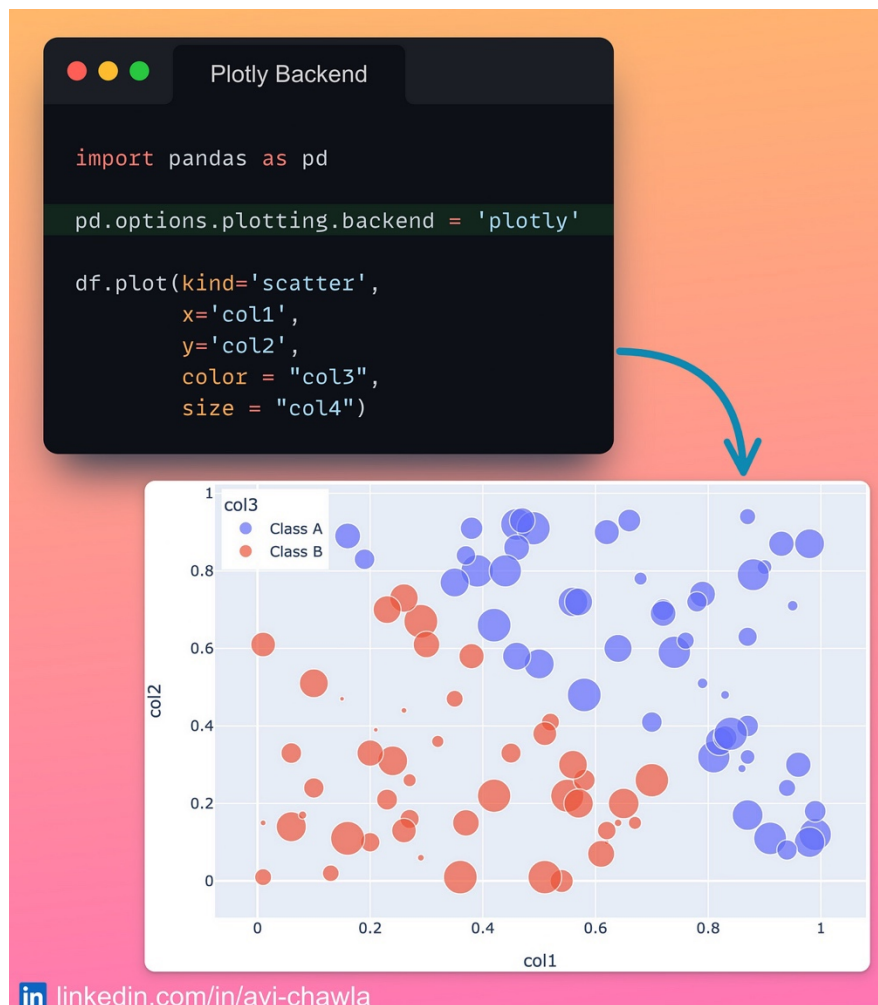 Plotly Backend
import pandas as pd
pd.options.plotting.backend = 'plotly'
df.plot(kind='scatter',
x='col1',
y='col2',
color = "col3",
size = "col4")
col3
Class A
Class B
1
0.8
0.6
0.4
0.2
0
col2
0 0.2 0.4 0.6 0.8 1
col1
in linkedin.com/in/avi-chawla